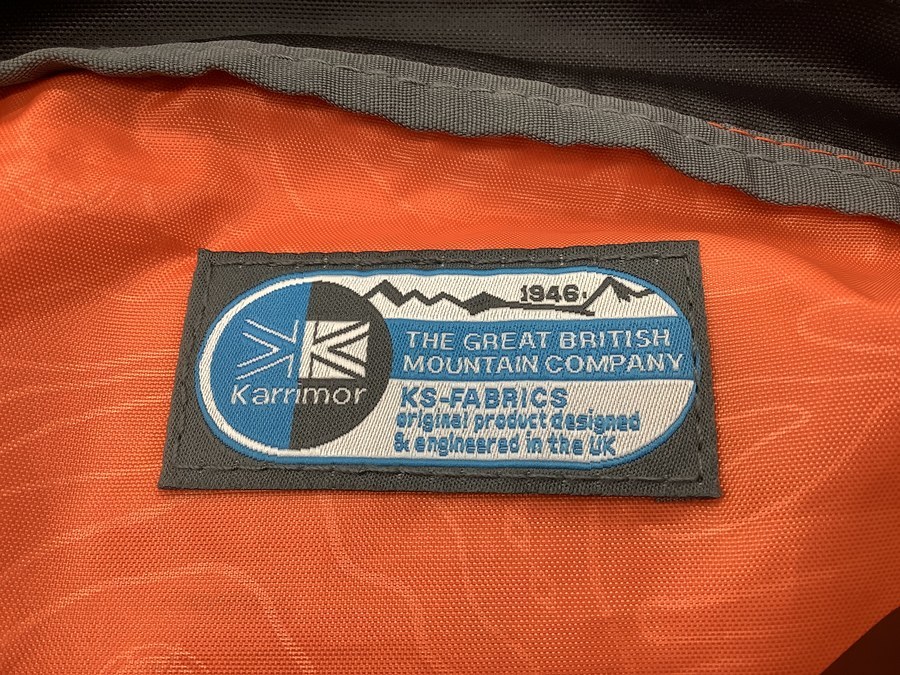 1946
THE GREAT BRITISH
MOUNTAIN COMPANY
Karrimor
KS-FABRICS
original product designed
& engineered in the UK